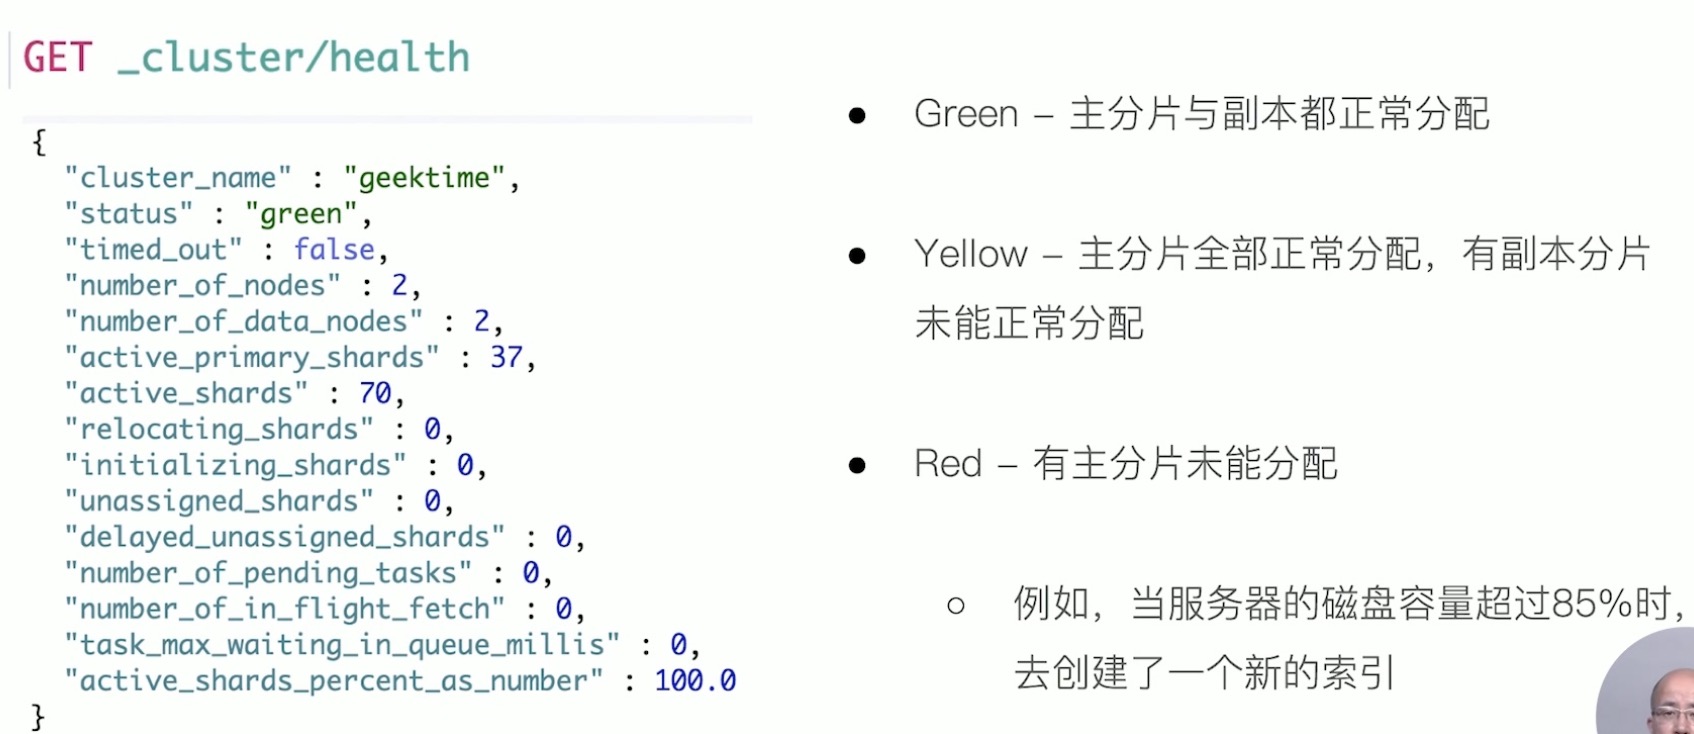 GET _cluster/health
{
"cluster_name" : "geektime",
"status" : "green",
"timed_out" : false,
"number_of_nodes" : 2,
"number_of_data_nodes" : 2,
"active_primary_shards" : 37,
"active_shards" : 70,
"relocating_shards" : 0,
"initializing_shards" : 0,
"unassigned_shards" : 0,
"delayed_unassigned_shards" : 0,
"number_of_pending_tasks" : 0,
"number_of_in_flight_fetch" : 0,
"task_max_waiting_in_queue_millis" : 0,
"active_shards_percent_as_number" : 100.0
}
● Green – 主分片与副本都正常分配
● Yellow – 主分片全部正常分配，有副本分片
未能正常分配
● Red – 有主分片未能分配
○ 例如，当服务器的磁盘容量超过85%时，
去创建了一个新的索引